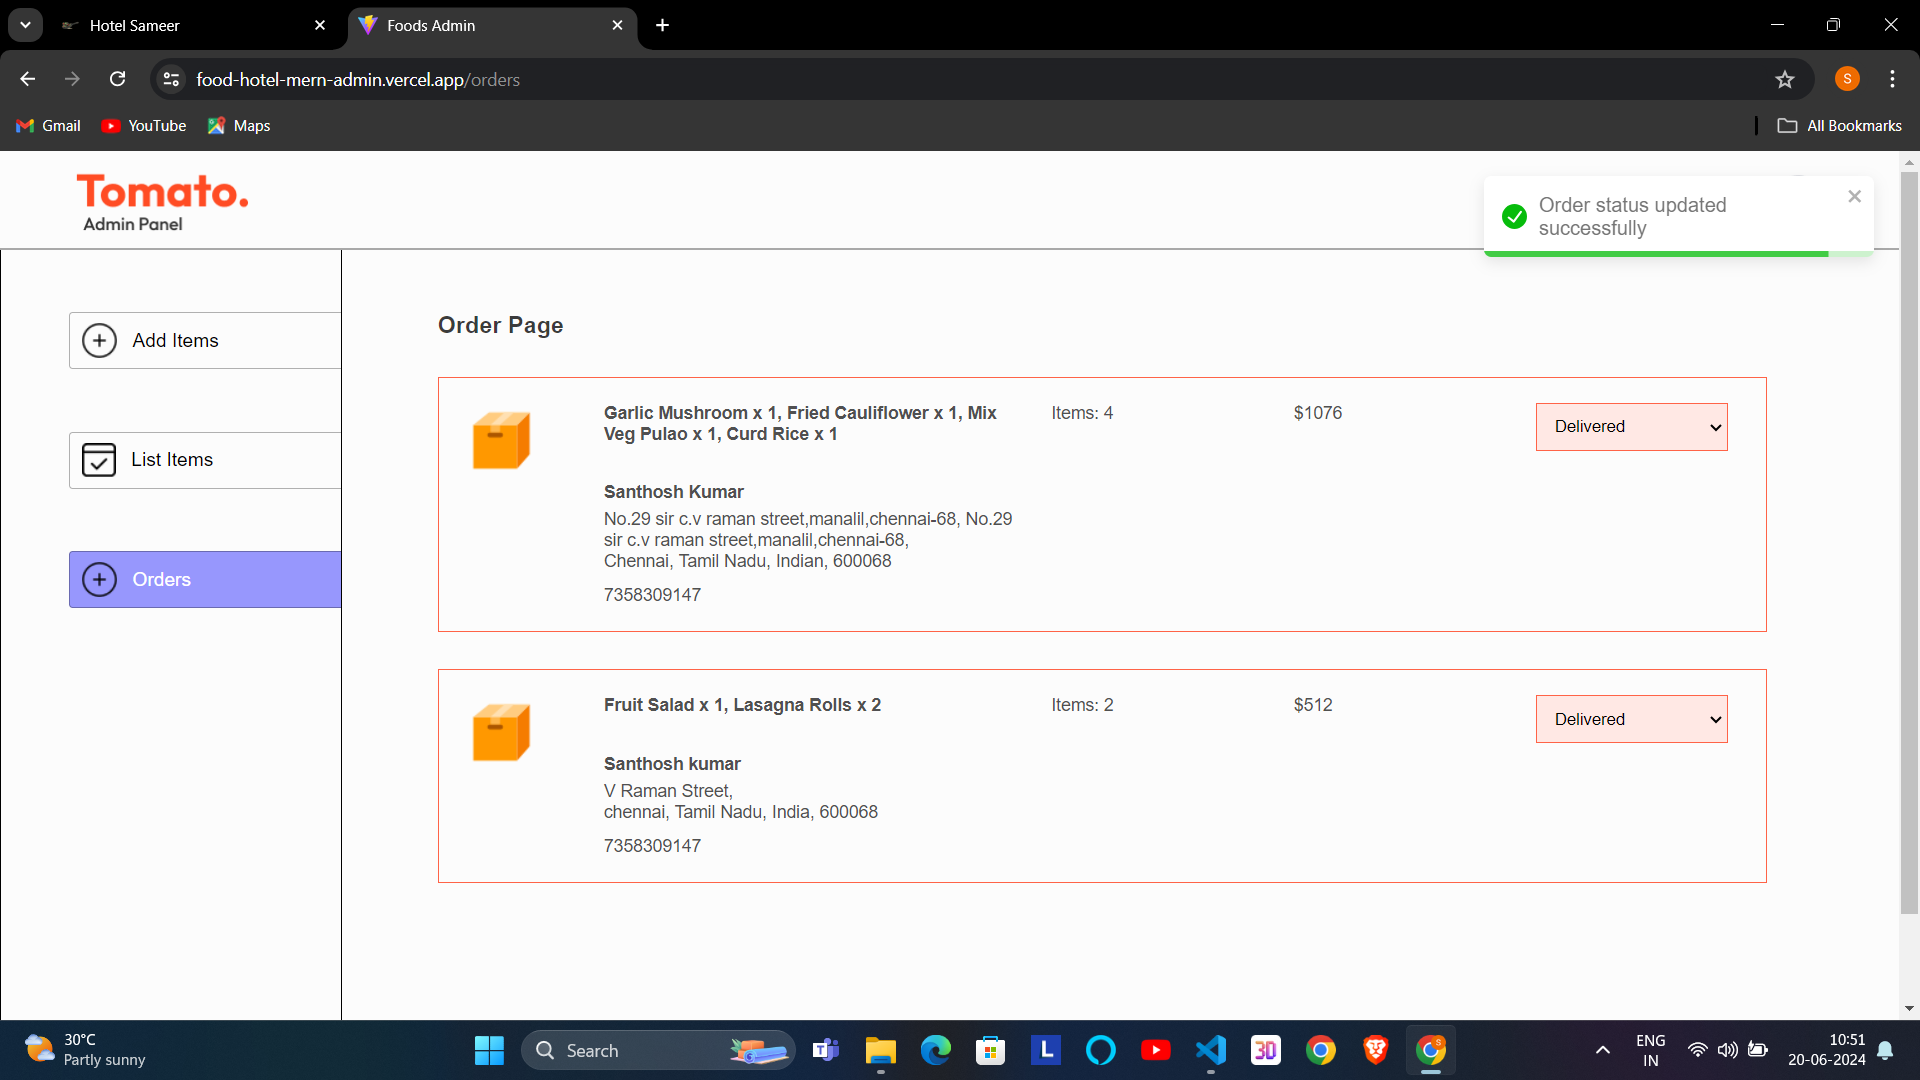 Hotel Sameer
Foods Admin
food-hotel-mern-admin.vercel.app/orders
S
Gmail
YouTube
Maps
All Bookmarks
Tomato.
Admin Panel
Order status updated
successfully
Add Items
List Items
Orders
Order Page
Garlic Mushroom x 1, Fried Cauliflower x 1, Mix
Veg Pulao x 1, Curd Rice x 1
Items: 4
$1076
Delivered
Santhosh Kumar
No.29 sir c.v raman street,manalil,chennai-68, No.29
sir c.v raman street,manalil,chennai-68,
Chennai, Tamil Nadu, Indian, 600068
7358309147
Fruit Salad x 1, Lasagna Rolls x 2
Items: 2
$512
Delivered
Santhosh kumar
V Raman Street,
chennai, Tamil Nadu, India, 600068
7358309147
30°C
Partly sunny
Search
L
3D
ENG
IN
10:51
20-06-2024